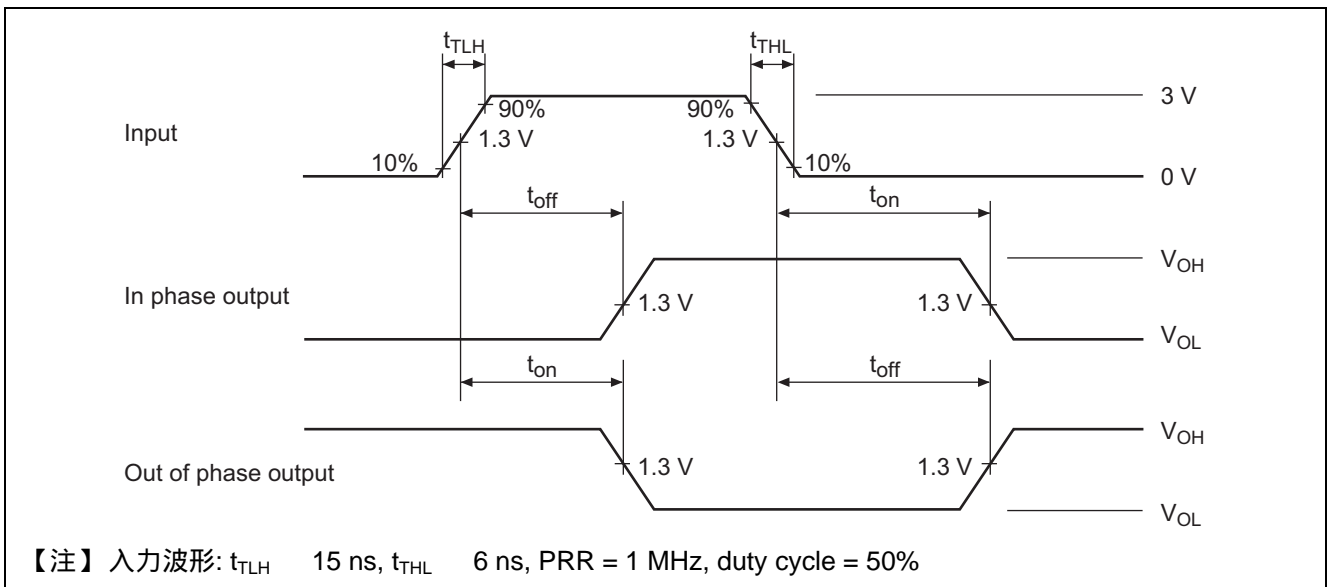 tTLH tTHL
3 V
90% 90%
Input 1.3 V 1.3 V
10% 10%
0 V
toff ton
VOH
In phase output 1.3 V 1.3 V
VOL
ton toff
VOH
Out of phase output 1.3 V 1.3 V
VOL
【注】入力波形: tTLH 15 ns, tTHL 6 ns, PRR = 1 MHz, duty cycle = 50%